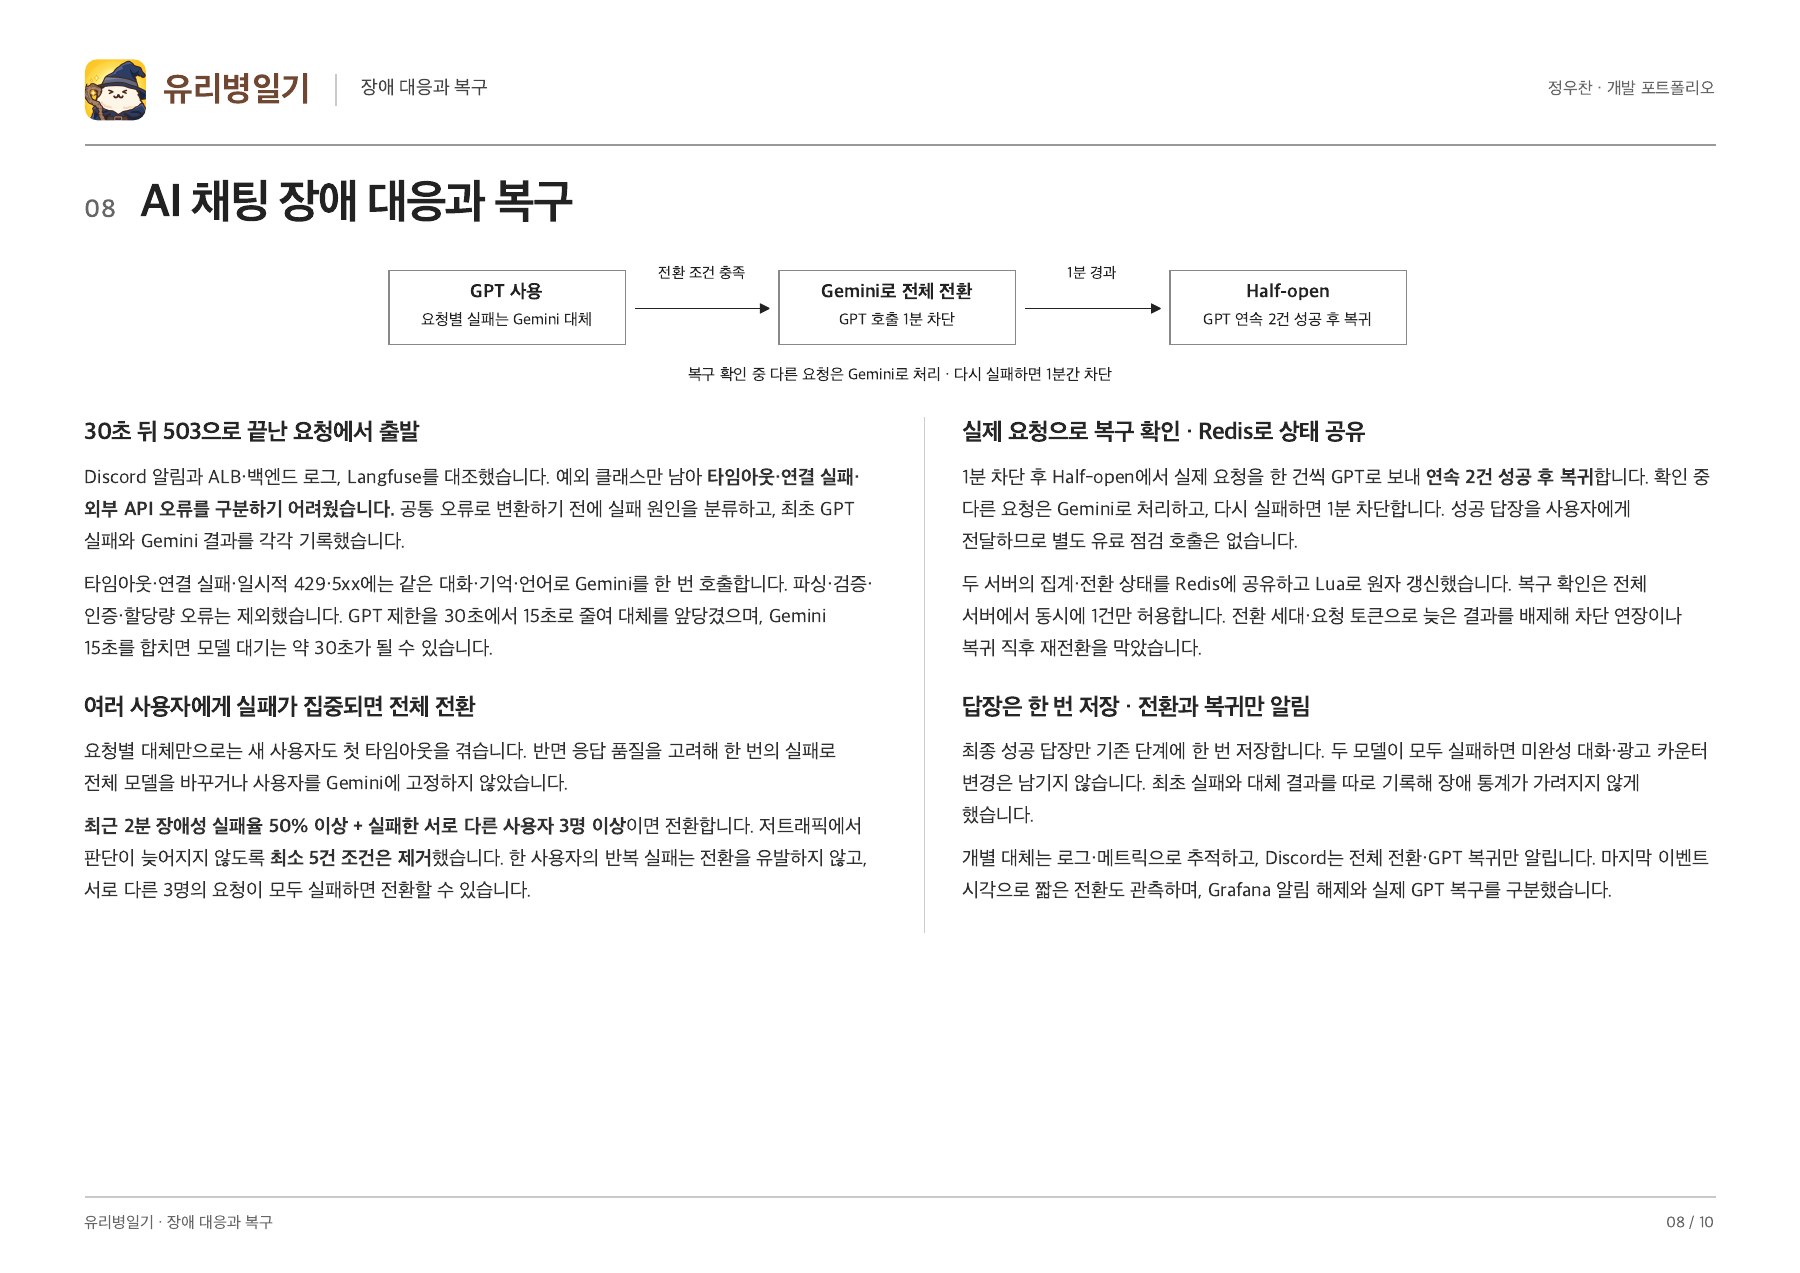 유리병일기
장애 대응과 복구
정우찬 · 개발 포트폴리오
08 AI 채팅 장애 대응과 복구
GPT 사용
요청별 실패는 Gemini 대체
전환 조건 충족
Gemini로 전체 전환
GPT 호출 1분 차단
1분 경과
Half-open
GPT 연속 2건 성공 후 복귀
복구 확인 중 다른 요청은 Gemini로 처리 · 다시 실패하면 1분간 차단
30초 뒤 503으로 끝난 요청에서 출발
Discord 알림과 ALB·백엔드 로그, Langfuse를 대조했습니다. 예외 클래스만 남아 타임아웃·연결 실패·
외부 API 오류를 구분하기 어려웠습니다. 공통 오류로 변환하기 전에 실패 원인을 분류하고, 최초 GPT
실패와 Gemini 결과를 각각 기록했습니다.
타임아웃·연결 실패·일시적 429·5xx에는 같은 대화·기억·언어로 Gemini를 한 번 호출합니다. 파싱·검증·
인증·할당량 오류는 제외했습니다. GPT 제한을 30초에서 15초로 줄여 대체를 앞당겼으며, Gemini
15초를 합치면 모델 대기는 약 30초가 될 수 있습니다.
여러 사용자에게 실패가 집중되면 전체 전환
요청별 대체만으로는 새 사용자도 첫 타임아웃을 겪습니다. 반면 응답 품질을 고려해 한 번의 실패로
전체 모델을 바꾸거나 사용자를 Gemini에 고정하지 않았습니다.
최근 2분 장애성 실패율 50% 이상 + 실패한 서로 다른 사용자 3명 이상이면 전환합니다. 저트래픽에서
판단이 늦어지지 않도록 최소 5건 조건은 제거했습니다. 한 사용자의 반복 실패는 전환을 유발하지 않고,
서로 다른 3명의 요청이 모두 실패하면 전환할 수 있습니다.
실제 요청으로 복구 확인 · Redis로 상태 공유
1분 차단 후 Half-open에서 실제 요청을 한 건씩 GPT로 보내 연속 2건 성공 후 복귀합니다. 확인 중
다른 요청은 Gemini로 처리하고, 다시 실패하면 1분 차단합니다. 성공 답장을 사용자에게
전달하므로 별도 유료 점검 호출은 없습니다.
두 서버의 집계·전환 상태를 Redis에 공유하고 Lua로 원자 갱신했습니다. 복구 확인은 전체
서버에서 동시에 1건만 허용합니다. 전환 세대·요청 토큰으로 늦은 결과를 배제해 차단 연장이나
복귀 직후 재전환을 막았습니다.
답장은 한 번 저장 · 전환과 복귀만 알림
최종 성공 답장만 기존 단계에 한 번 저장합니다. 두 모델이 모두 실패하면 미완성 대화·광고 카운터
변경은 남기지 않습니다. 최초 실패와 대체 결과를 따로 기록해 장애 통계가 가려지지 않게
했습니다.
개별 대체는 로그·메트릭으로 추적하고, Discord는 전체 전환·GPT 복구만 알립니다. 마지막 이벤트
시각으로 짧은 전환도 관측하며, Grafana 알림 해제와 실제 GPT 복구를 구분했습니다.
유리병일기 · 장애 대응과 복구
08 / 10